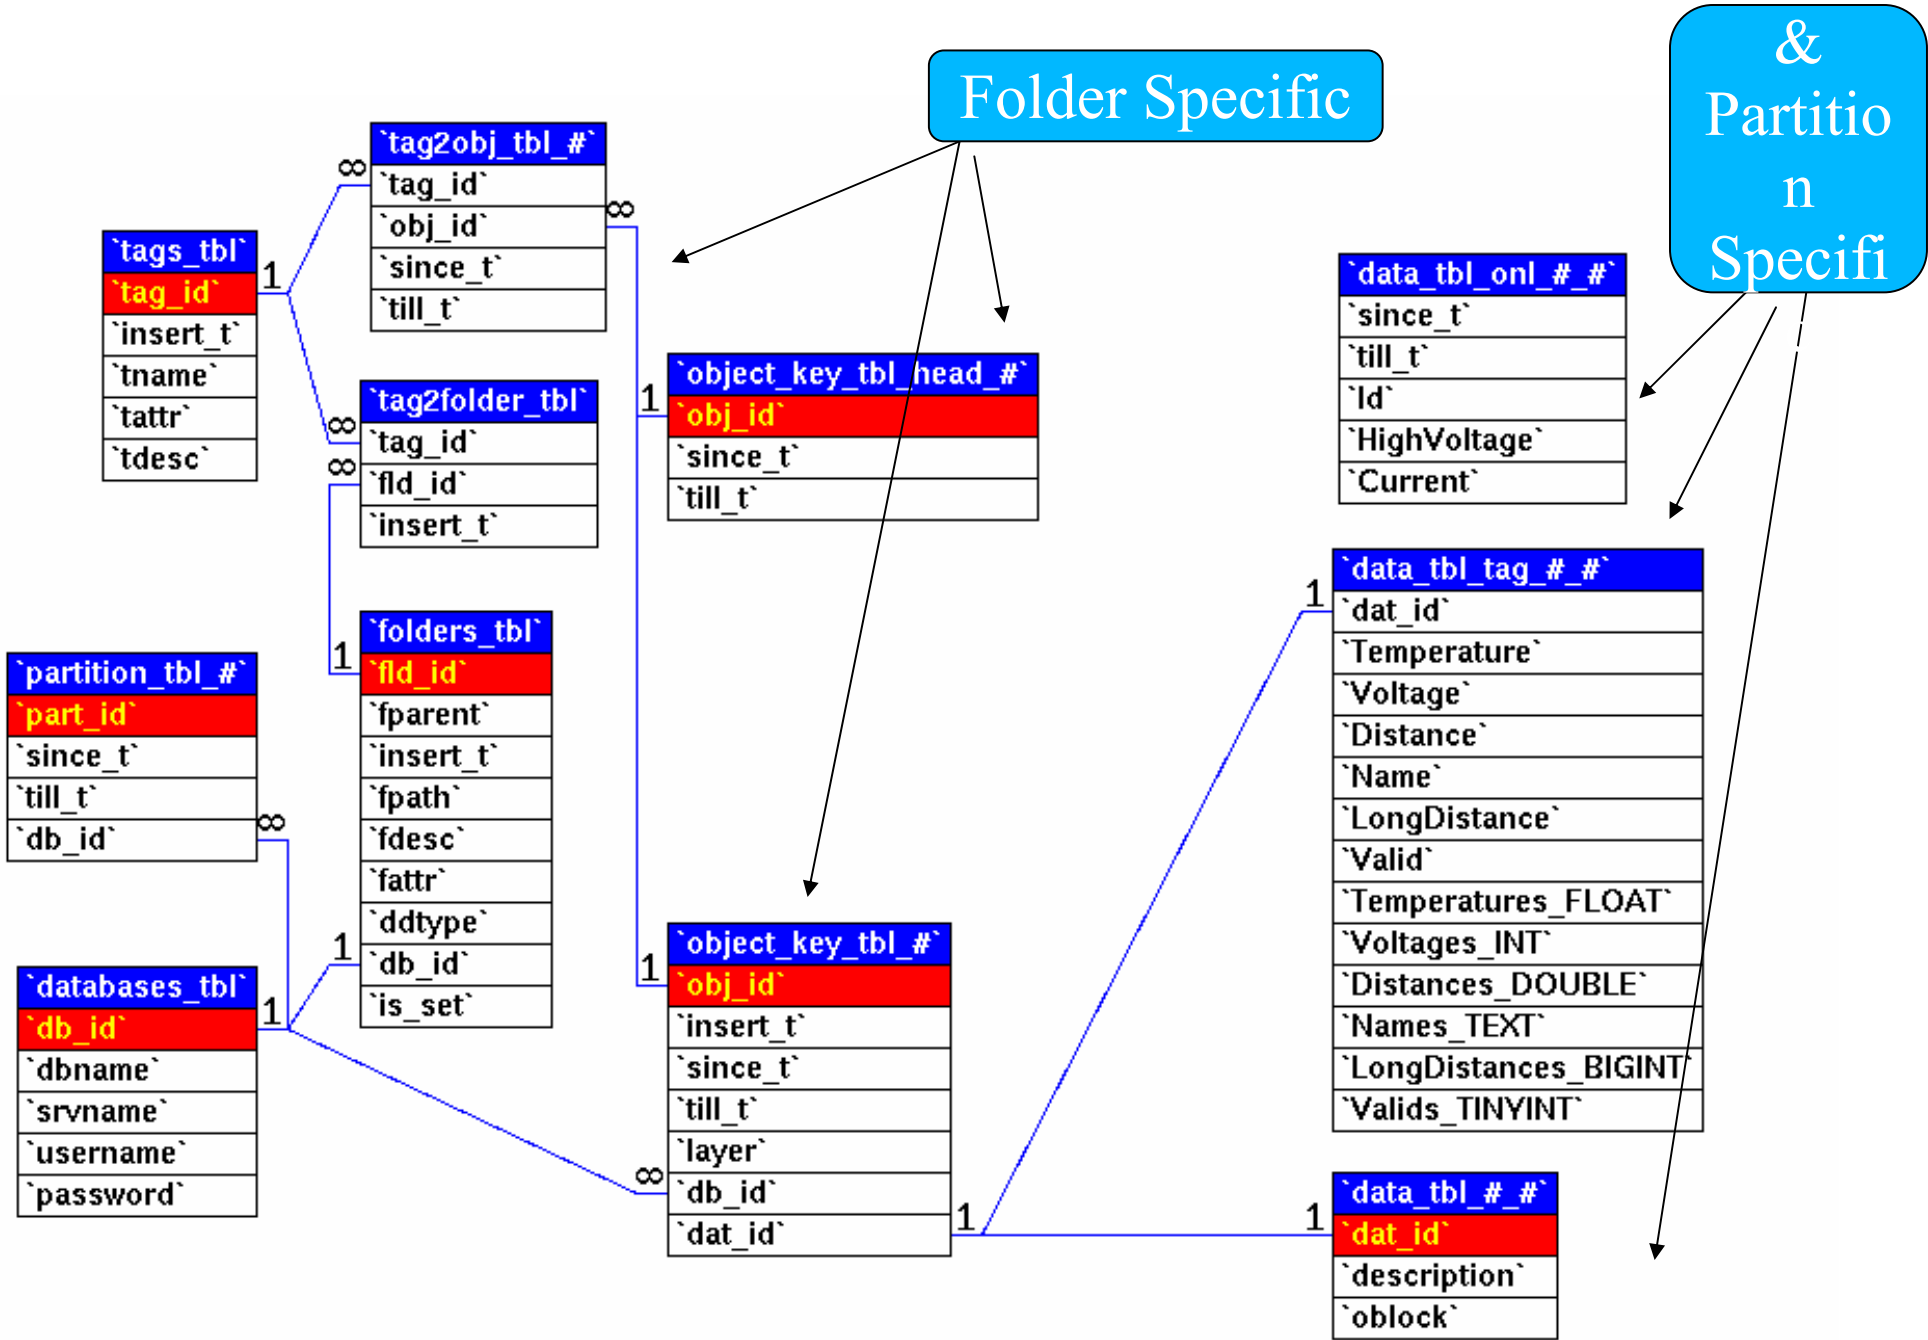 Folder Specific
&
Partitio
n
Specifi
`tag2obj_tbl_#`
`tag_id`
`obj_id`
`since_t`
`till_t`
`tags_tbl`
`tag_id`
`insert_t`
`tname`
`tattr`
`tdesc`
`tag2folder_tbl`
`tag_id`
`fld_id`
`insert_t`
`object_key_tbl_head_#`
`obj_id`
`since_t`
`till_t`
`data_tbl_onl_#_#`
`since_t`
`till_t`
`Id`
`HighVoltage`
`Current`
`data_tbl_tag_#_#`
`dat_id`
`Temperature`
`Voltage`
`Distance`
`Name`
`LongDistance`
`Valid`
`Temperatures_FLOAT`
`Voltages_INT`
`Distances_DOUBLE`
`Names_TEXT`
`LongDistances_BIGINT`
`Valids_TINYINT`
`folders_tbl`
`fld_id`
`fparent`
`insert_t`
`fpath`
`fdesc`
`fattr`
`ddtype`
`db_id`
`is_set`
`partition_tbl_#`
`part_id`
`since_t`
`till_t`
`db_id`
`databases_tbl`
`db_id`
`dbname`
`srvname`
`username`
`password`
`object_key_tbl_#`
`obj_id`
`insert_t`
`since_t`
`till_t`
`layer`
`db_id`
`dat_id`
`data_tbl_#_#`
`dat_id`
`description`
`oblock`
1
∞
∞
∞
∞
1
1
1
∞
1
1
1
∞
1
1
1